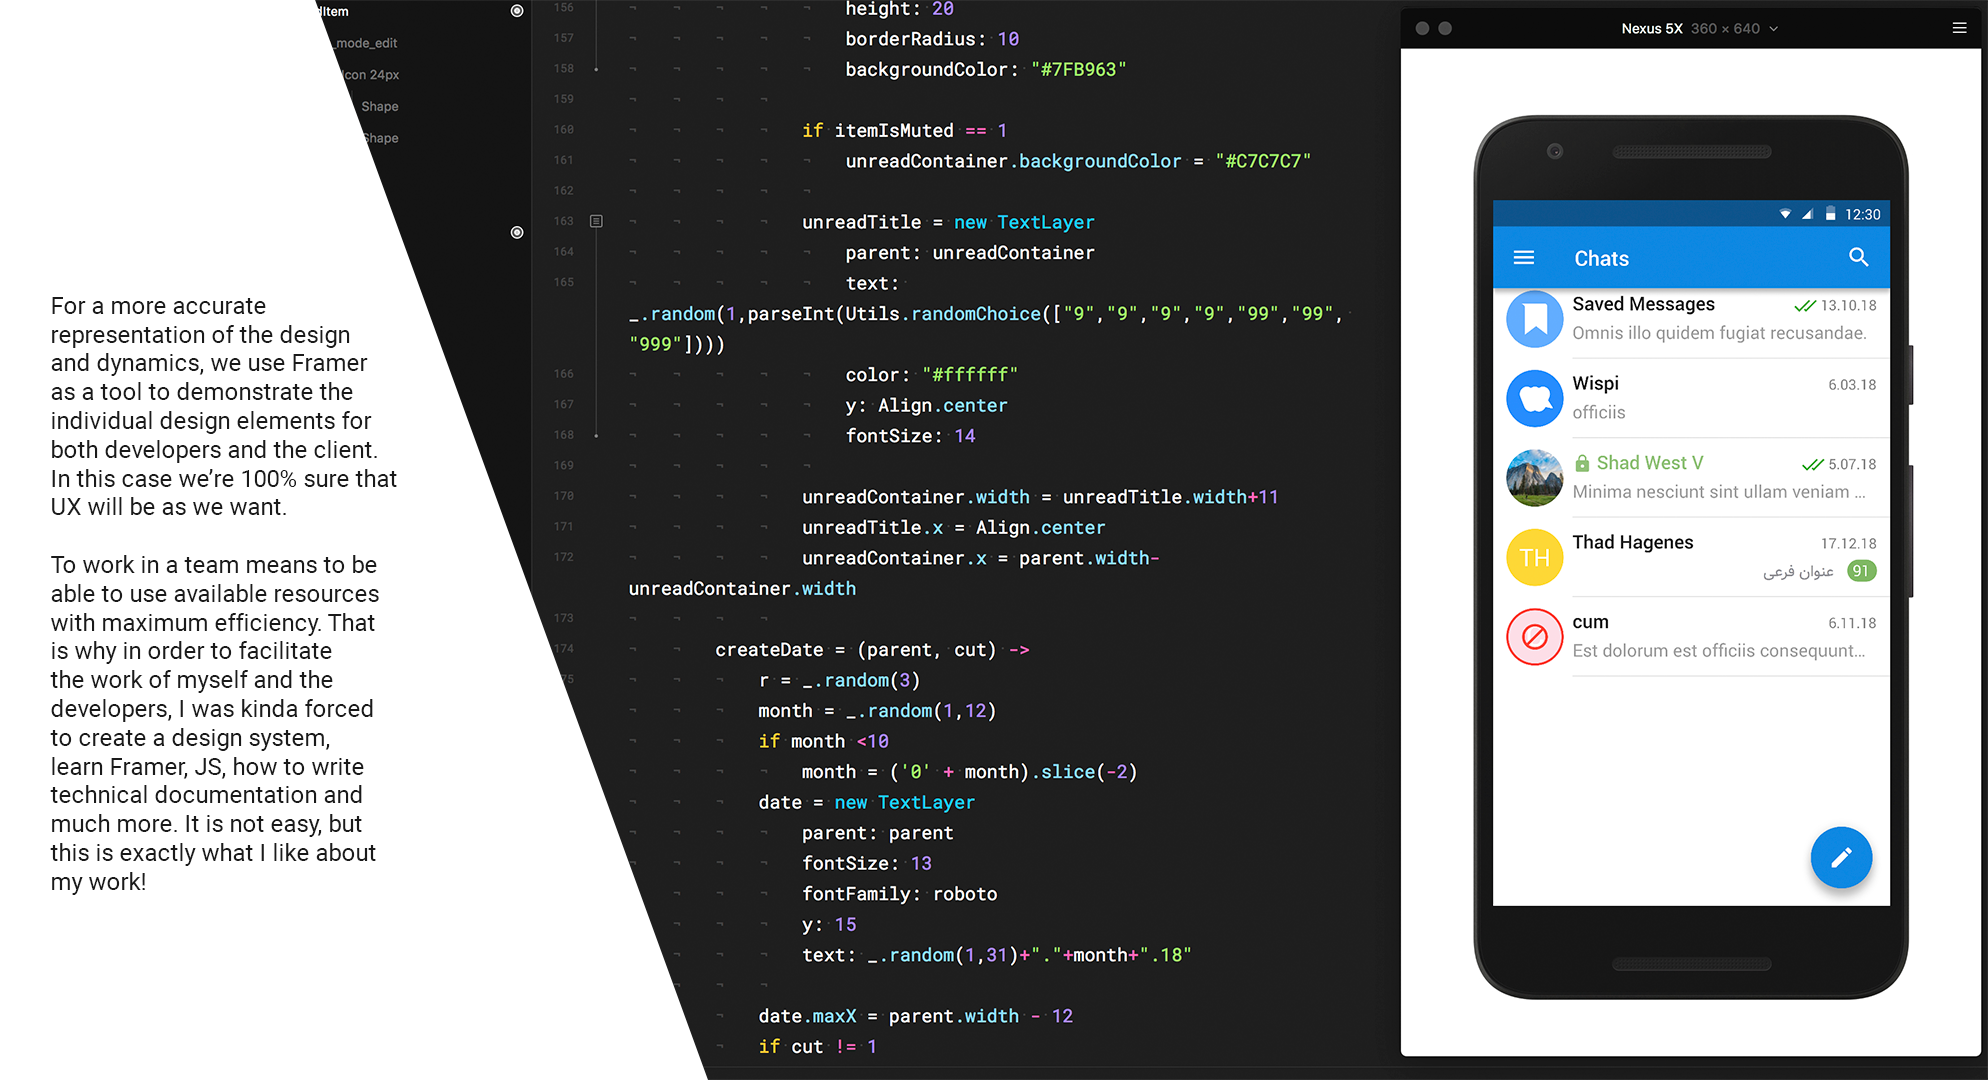 For a more accurate
representation of the design
and dynamics, we use Framer
as a tool to demonstrate the
individual design elements for
both developers and the client.
In this case we’re 100% sure that
UX will be as we want.
To work in a team means to be
able to use available resources
with maximum efficiency. That
is why in order to facilitate
the work of myself and the
developers, I was kinda forced
to create a design system,
learn Framer, JS, how to write
technical documentation and
much more. It is not easy, but
this is exactly what I like about
my work!
dItem
_mode_edit
Icon 24px
Shape
Shape
156 height: 20
157 borderRadius: 10
158 backgroundColor: "#7FB963"
159
160 if itemIsMuted == 1
161 unreadContainer.backgroundColor = "#C7C7C7"
162
163 unreadTitle = new TextLayer
164 parent: unreadContainer
165 text:
_.random(1,parseInt(Utils.randomChoice(["9","9","9","9","99","99",
"999"])))
166 color: "#ffffff"
167 y: Align.center
168 fontSize: 14
169
170 unreadContainer.width = unreadTitle.width+11
171 unreadTitle.x = Align.center
172 unreadContainer.x = parent.width-
unreadContainer.width
173
174 createDate = (parent, cut) ->
75 r = _.random(3)
month = _.random(1,12)
if month <10
month = ('0' + month).slice(-2)
date = new TextLayer
parent: parent
fontSize: 13
fontFamily: roboto
y: 15
text: _.random(1,31)+"."+month+".18"
date.maxX = parent.width - 12
if cut != 1
Nexus 5X 360 × 640
12:30
Chats
Saved Messages 13.10.18
Omnis illo quidem fugiat recusandae.
Wispi 6.03.18
officiis
Shad West V 5.07.18
Minima nesciunt sint ullam veniam ...
TH
Thad Hagenes 17.12.18
عنوان فرعی 91
cum 6.11.18
Est dolorum est officiis consequunt...